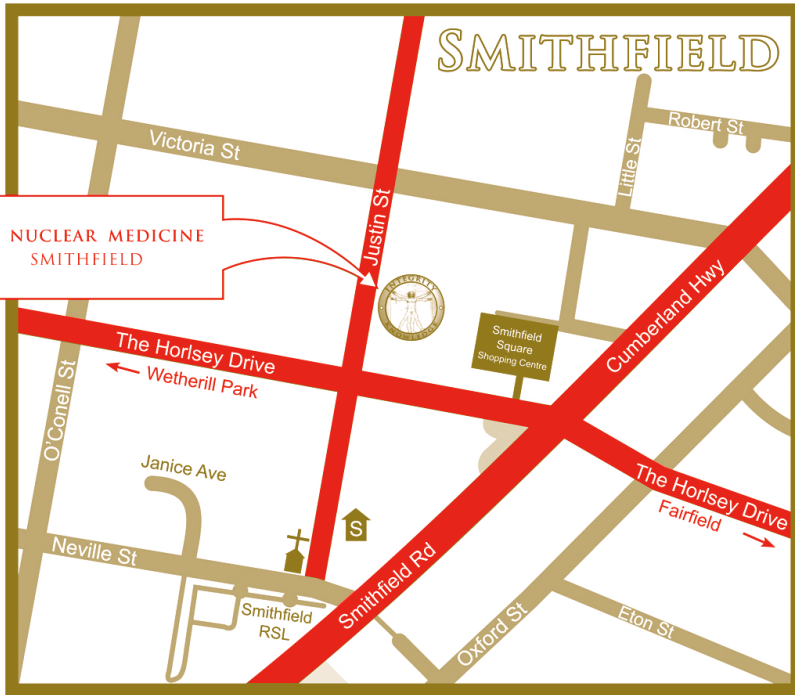 SMITHFIELD
Robert St
Little St
Victoria St
Justin St
NUCLEAR MEDICINE
SMITHFIELD
INTEGRITY
KNOWLEDGE
Cumberland Hwy
Smithfield
Square
Shopping Centre
The Horlsey Drive
Wetherill Park
O'Conell St
Janice Ave
The Horlsey Drive
Fairfield
S
Neville St
Smithfield Rd
Smithfield
RSL
Oxford St
Eton St